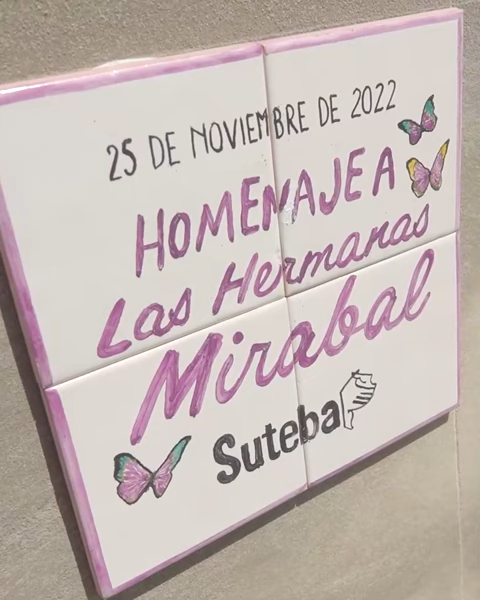 25 DE NOVIEMBRE DE 2022
HOMENAJE A
Las Hermanas
Mirabal
Suteba